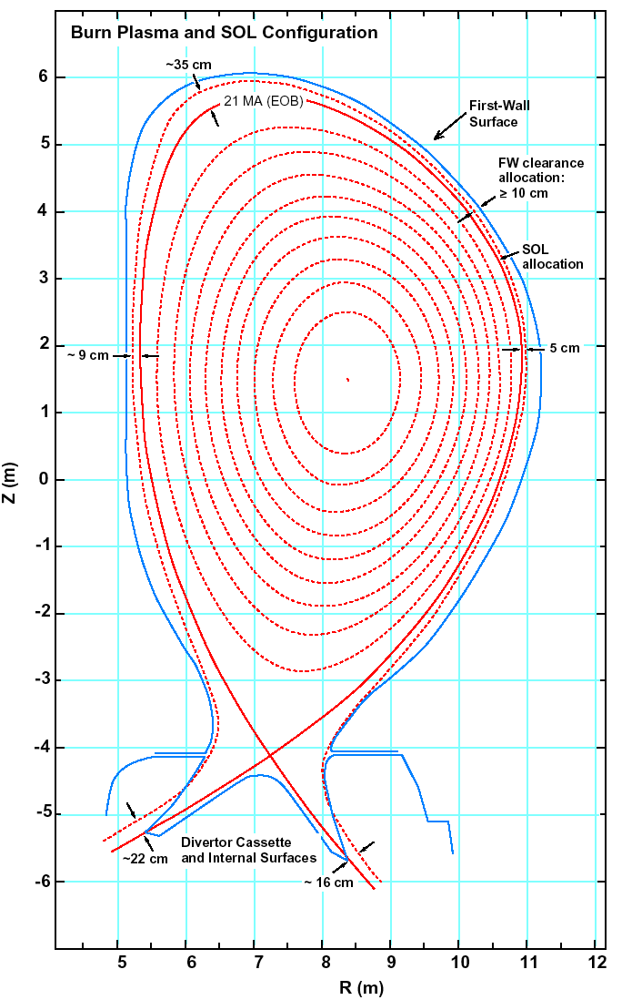 Burn Plasma and SOL Configuration
~35 cm
21 MA (EOB)
First-Wall
Surface
FW clearance
allocation:
≥ 10 cm
SOL
allocation
~ 9 cm
5 cm
Divertor Cassette
and Internal Surfaces
~22 cm
~ 16 cm
6
5
4
3
2
1
0
-1
-2
-3
-4
-5
-6
Z (m)
5 6 7 8 9 10 11 12
R (m)